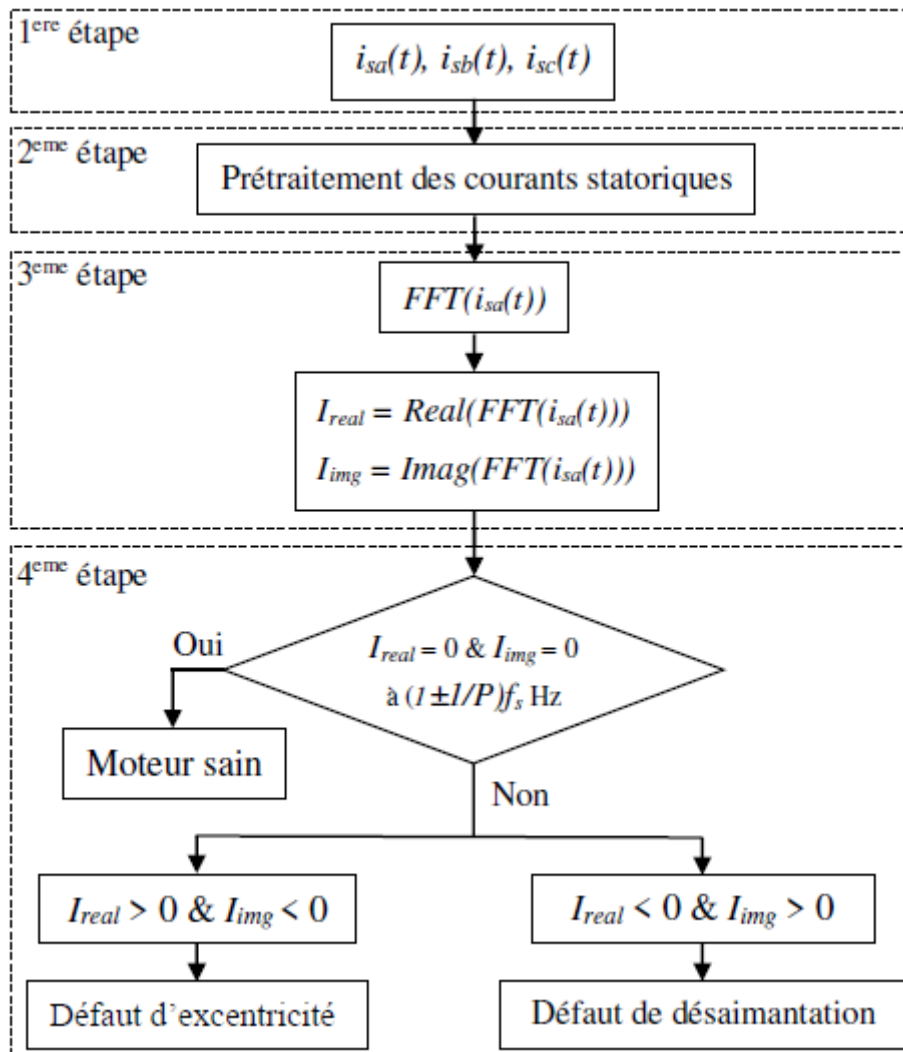 1ere étape
isa(t), isb(t), isc(t)
2eme étape
Prétraitement des courants statoriques
3eme étape
FFT(isa(t))
Ireal = Real(FFT(isa(t)))
Iimg = Imag(FFT(isa(t)))
4eme étape
Oui
Ireal = 0 & Iimg = 0
à (1±1/P)fs Hz
Moteur sain
Non
Ireal > 0 & Iimg < 0
Ireal < 0 & Iimg > 0
Défaut d'excentricité
Défaut de désaimantation